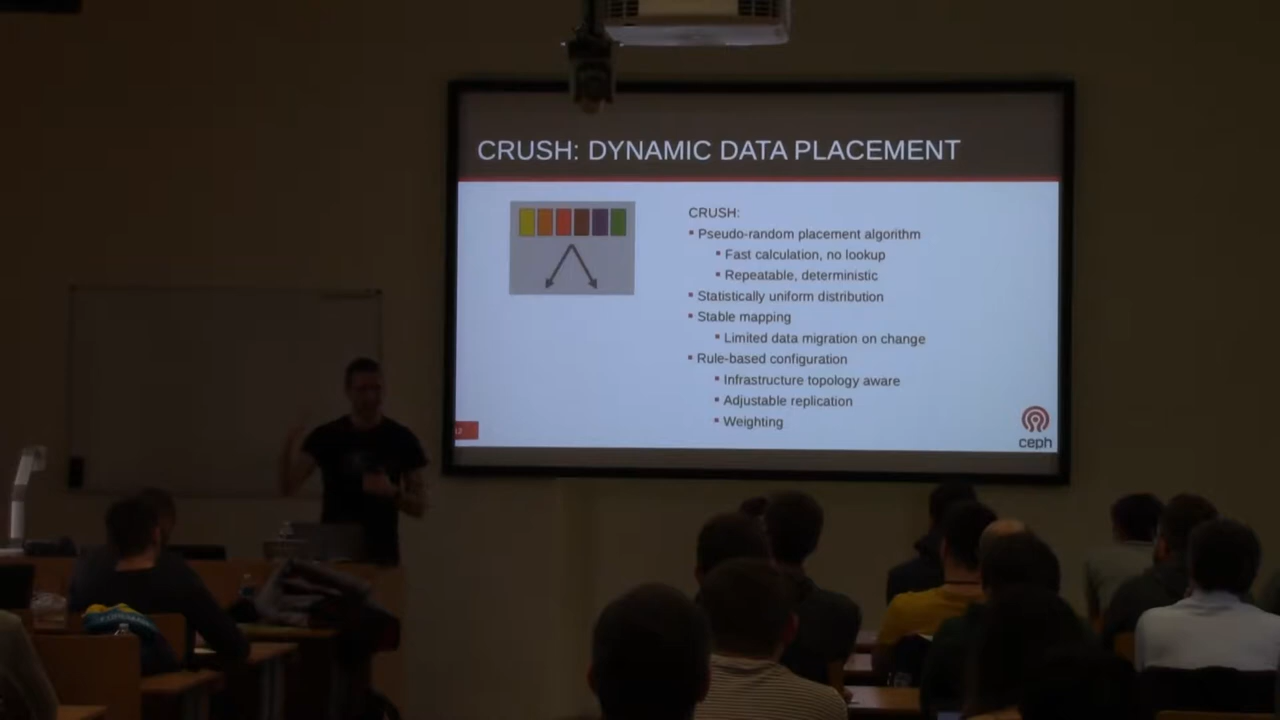 CRUSH: DYNAMIC DATA PLACEMENT
CRUSH:
▪ Pseudo-random placement algorithm
▪ Fast calculation, no lookup
▪ Repeatable, deterministic
▪ Statistically uniform distribution
▪ Stable mapping
▪ Limited data migration on change
▪ Rule-based configuration
▪ Infrastructure topology aware
▪ Adjustable replication
▪ Weighting
12
ceph